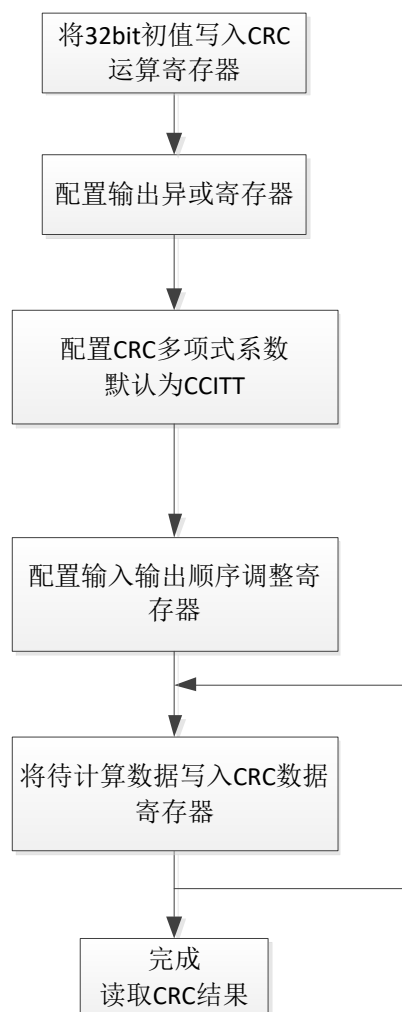 将32bit初值写入CRC
运算寄存器
配置输出异或寄存器
配置CRC多项式系数
默认为CCITT
配置输入输出顺序调整寄
存器
将待计算数据写入CRC数据
寄存器
完成
读取CRC结果